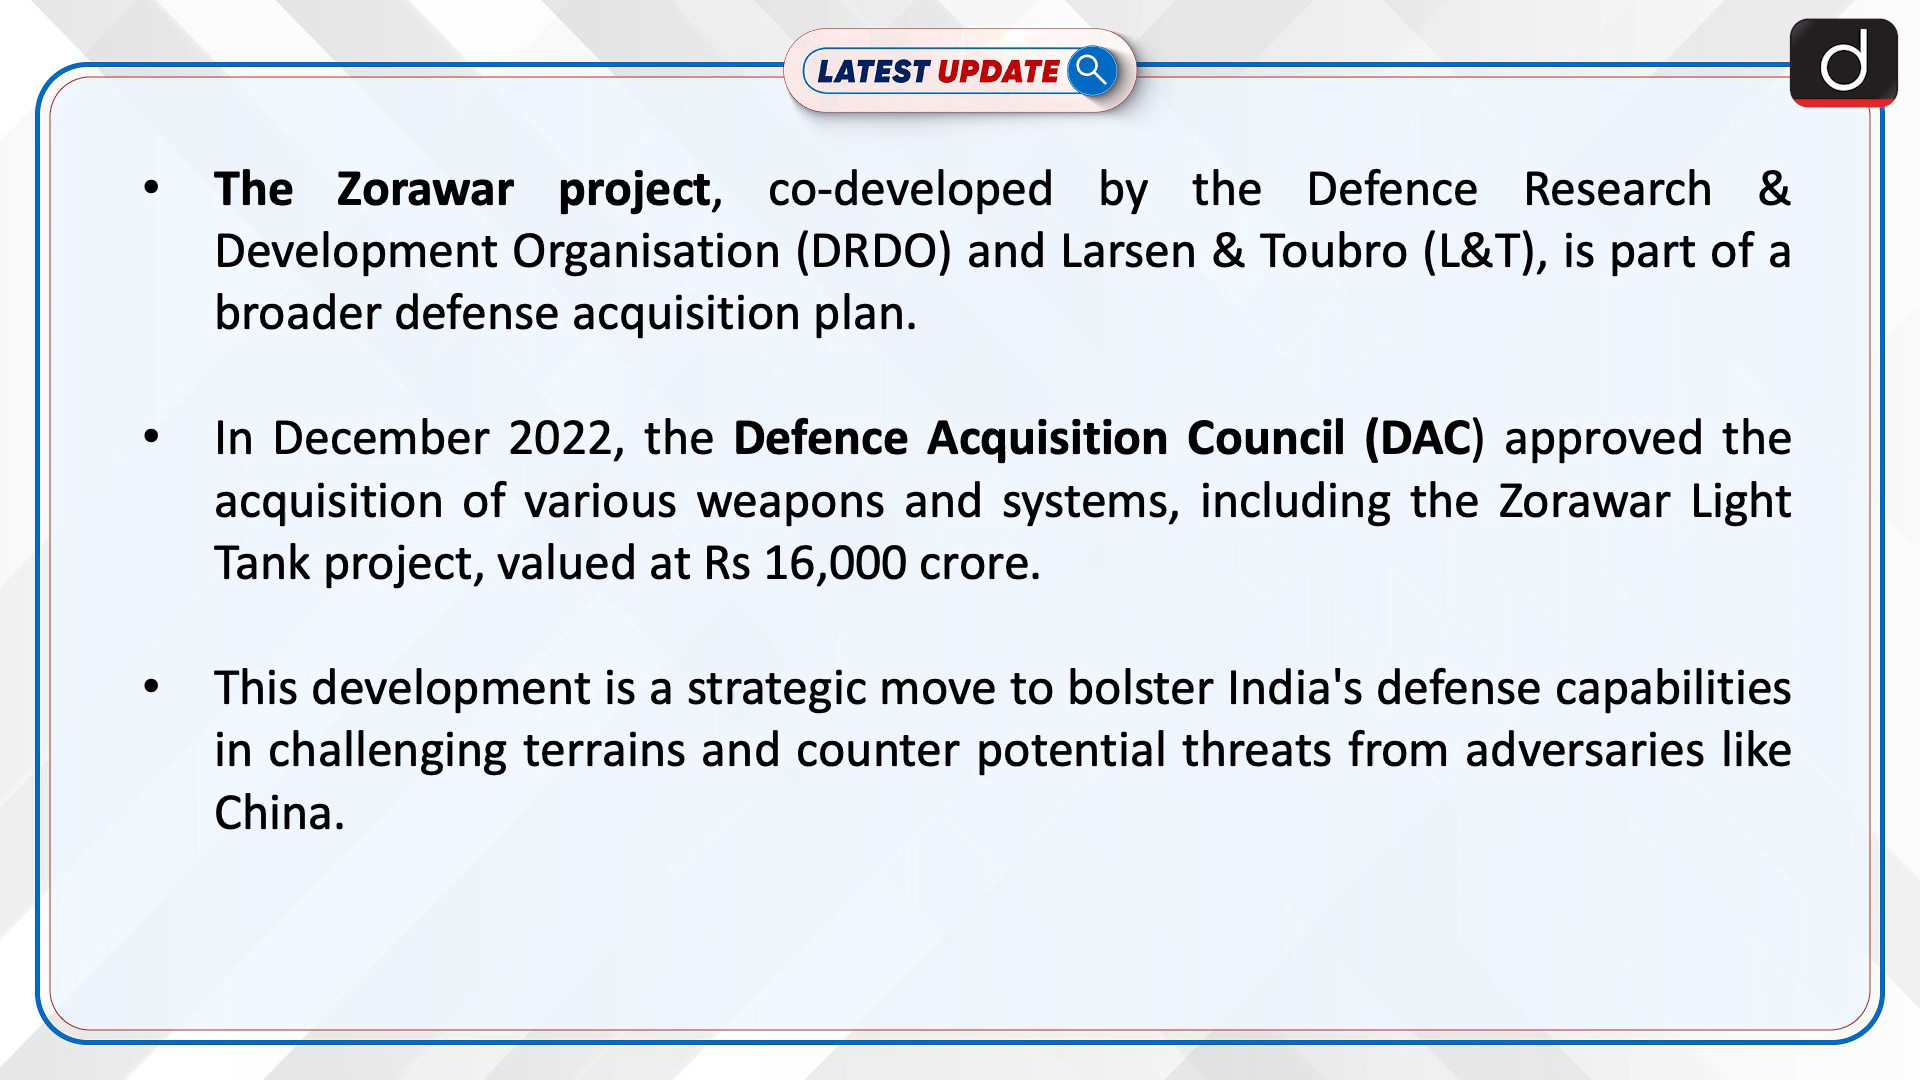 LATEST UPDATE
d
• The Zorawar project, co-developed by the Defence Research &
Development Organisation (DRDO) and Larsen & Toubro (L&T), is part of a
broader defense acquisition plan.
• In December 2022, the Defence Acquisition Council (DAC) approved the
acquisition of various weapons and systems, including the Zorawar Light
Tank project, valued at Rs 16,000 crore.
• This development is a strategic move to bolster India's defense capabilities
in challenging terrains and counter potential threats from adversaries like
China.